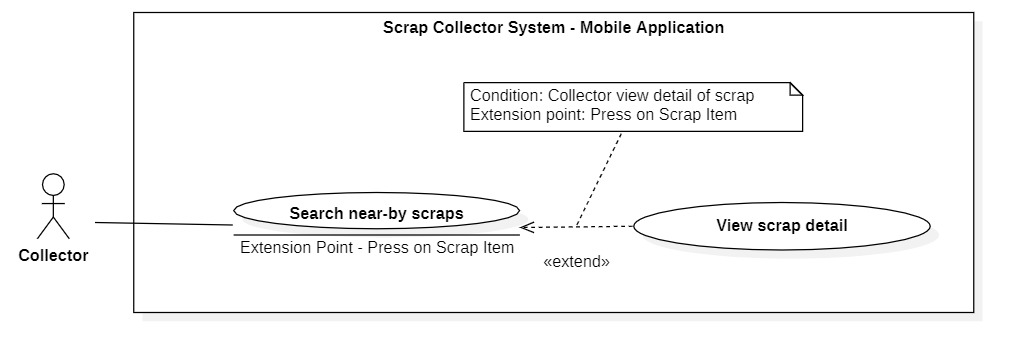 Scrap Collector System - Mobile Application
Condition: Collector view detail of scrap
Extension point: Press on Scrap Item
Search near-by scraps
View scrap detail
Extension Point - Press on Scrap Item
Collector
«extend»